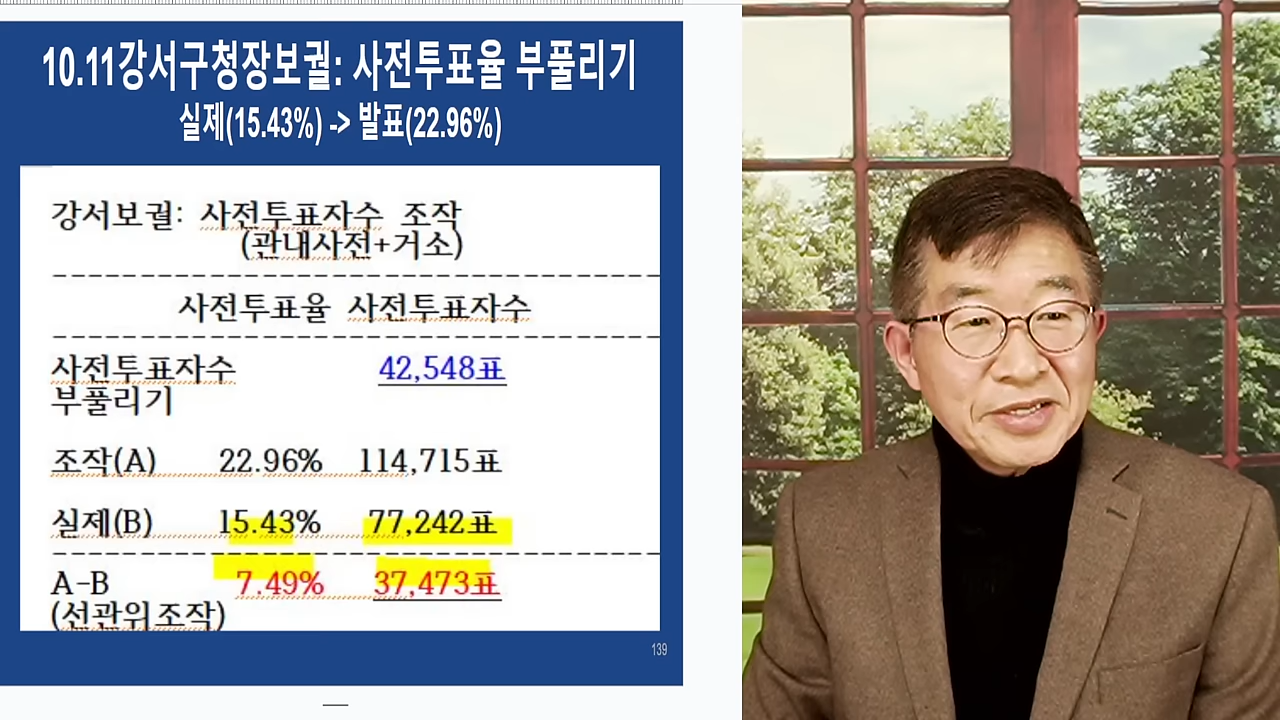 10.11강서구청장보궐: 사전투표율 부풀리기
실제(15.43%) -> 발표(22.96%)
강서보궐: 사전투표자수 조작
(관내사전+거소)
사전투표율 사전투표자수
사전투표자수 42,548표
부풀리기
조작(A) 22.96% 114,715표
실제(B) 15.43% 77,242표
A-B 7.49% 37,473표
(선관위조작)
139